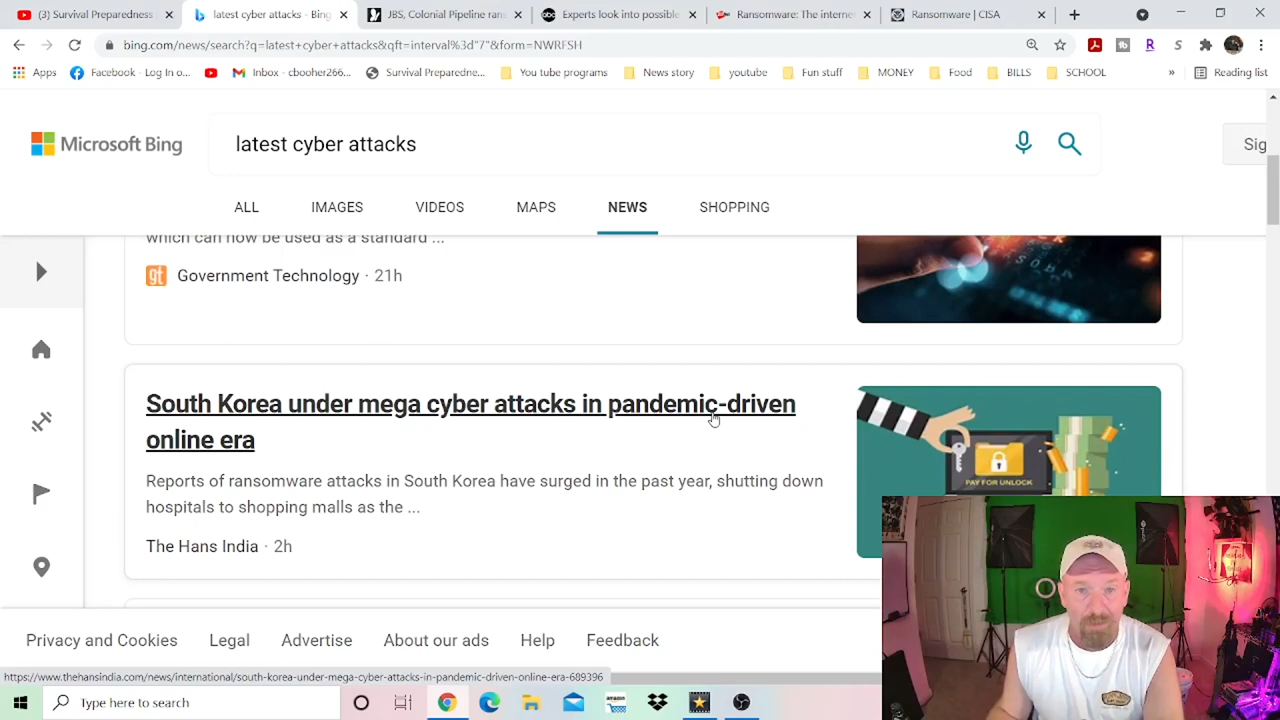 (3) Survival Preparedness
latest cyber attacks - Bing
JBS, Colonial Pipeline ran
abc
Experts look into possible
Ransomware: The interne
Ransomware | CISA
bing.com/news/search?q=latest+cyber+attacks&qft=interval%3d"7"&form=NWRFSH
Apps
Facebook - Log In o...
Inbox - cbooher266...
Survival Preparedne...
You tube programs
News story
youtube
Fun stuff
MONEY
Food
BILLS
SCHOOL
»
Reading list
Microsoft Bing
latest cyber attacks
Sig
ALL
IMAGES
VIDEOS
MAPS
NEWS
SHOPPING
which can now be used as a standard ...
gt
Government Technology · 21h
South Korea under mega cyber attacks in pandemic-driven
online era
Reports of ransomware attacks in South Korea have surged in the past year, shutting down
hospitals to shopping malls as the ...
The Hans India · 2h
PAY FOR UNLOCK
Privacy and Cookies
Legal
Advertise
About our ads
Help
Feedback
https://www.thehansindia.com/news/international/south-korea-under-mega-cyber-attacks-in-pandemic-driven-online-era-689396
Type here to search
amazon